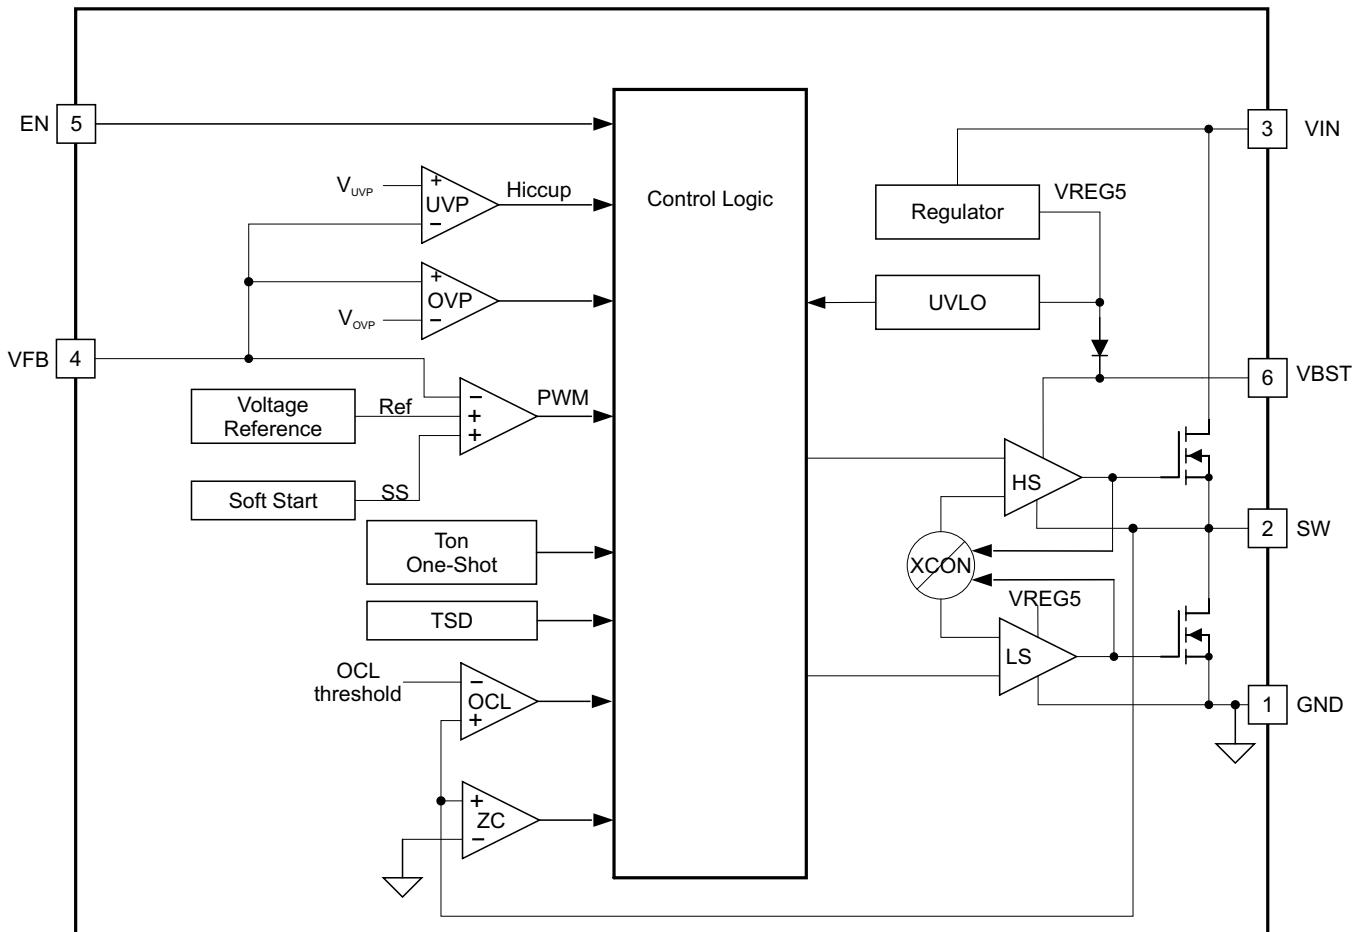 EN
5
3
VIN
V UVP
+
UVP
−
Hiccup
Control Logic
Regulator
VREG5
+
OVP
−
V OVP
UVLO
VFB
4
6
VBST
Voltage
Reference
Ref
−
+
+
PWM
Soft Start
SS
HS
2
SW
Ton
One-Shot
XCON
TSD
VREG5
LS
OCL
threshold
−
OCL
+
1
GND
+
ZC
−